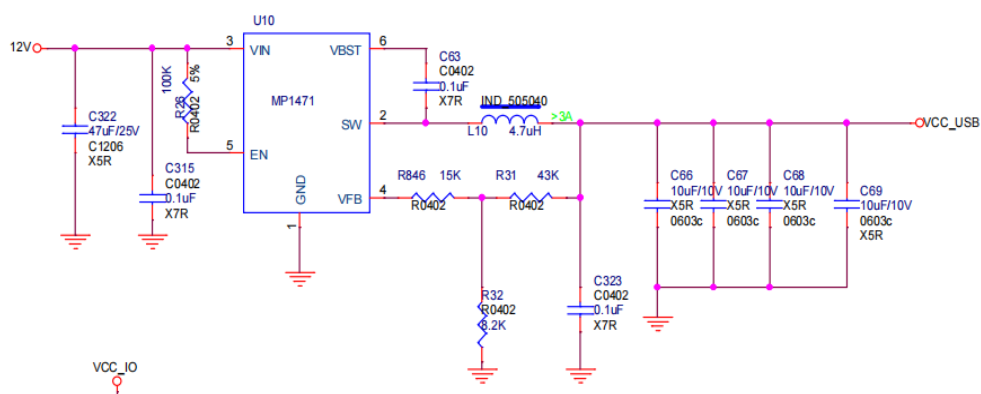 U10
12V
3
VIN
VBST
6
100K
5%
R26
R0402
MP1471
C63
C0402
0.1uF
X7R
IND_505040
>3A
L10
4.7uH
SW
2
VCC_USB
C322
47uF/25V
C1206
X5R
5
EN
C315
C0402
0.1uF
X7R
GND
1
VFB
4
R846
15K
R0402
R31
43K
R0402
C66
10uF/10V
X5R
0603c
C67
10uF/10V
X5R
0603c
C68
10uF/10V
X5R
0603c
C69
10uF/10V
0603c
X5R
R32
R0402
8.2K
C323
C0402
0.1uF
X7R
VCC_IO